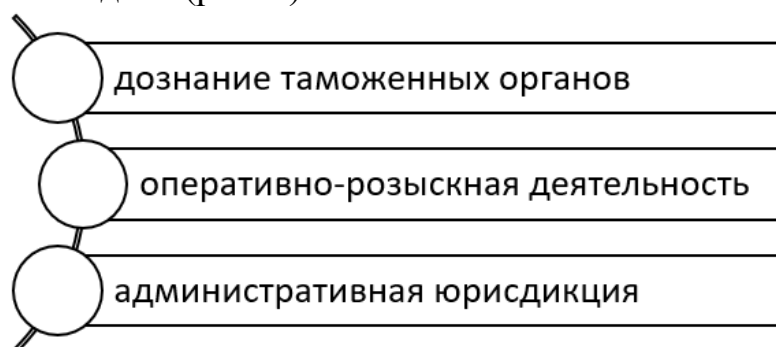 дознание таможенных органов
оперативно-розыскная деятельность
административная юрисдикция